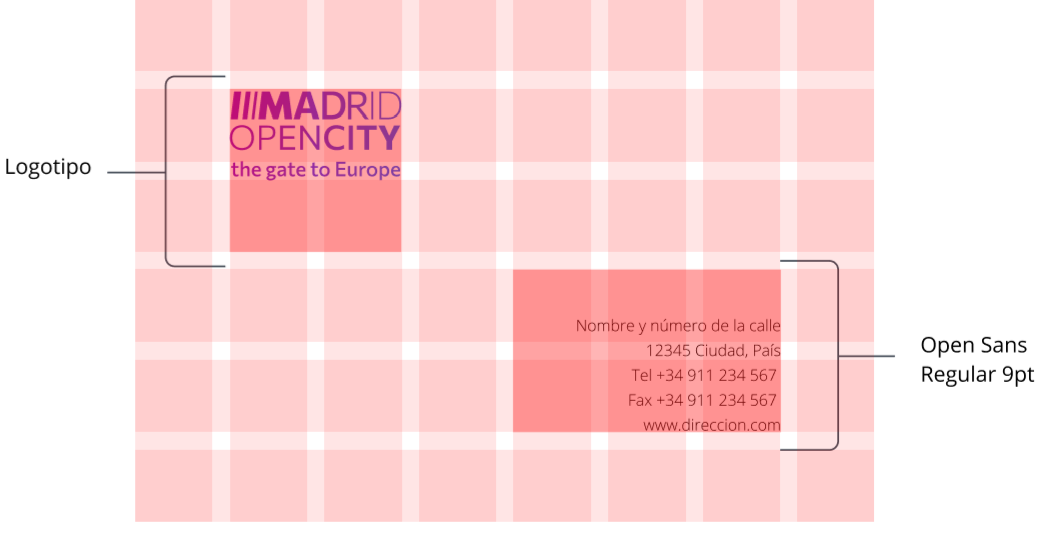 Logotipo
MADRID
OPENCITY
the gate to Europe
Nombre y número de la calle
12345 Ciudad, País
Tel +34 911 234 567
Fax +34 911 234 567
www.direccion.com
Open Sans
Regular 9pt